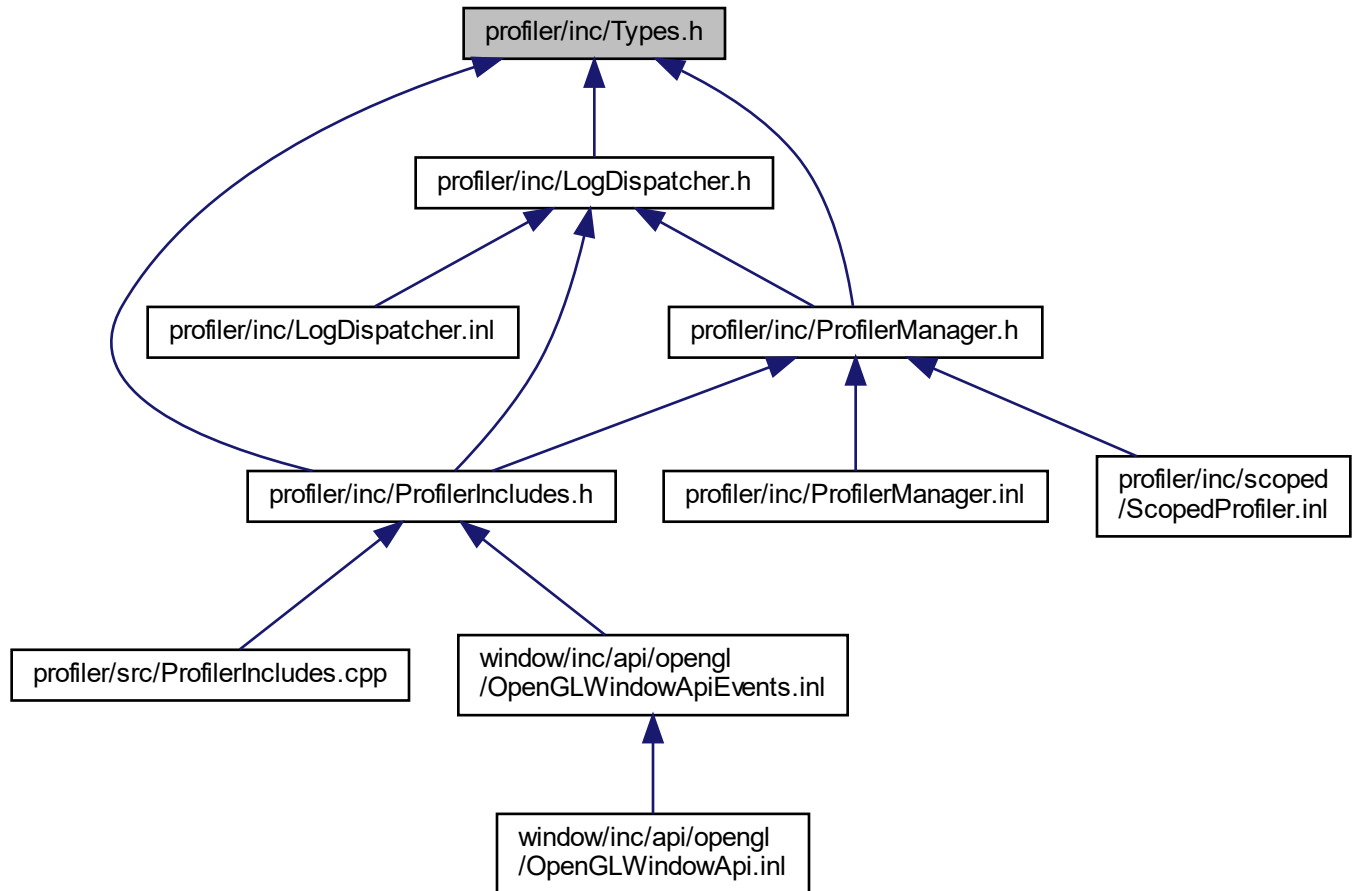 profiler/inc/Types.h
profiler/inc/LogDispatcher.h
profiler/inc/LogDispatcher.inl
profiler/inc/ProfilerManager.h
profiler/inc/ProfilerIncludes.h
profiler/inc/ProfilerManager.inl
profiler/inc/scoped
/ScopedProfiler.inl
profiler/src/ProfilerIncludes.cpp
window/inc/api/opengl
/OpenGLWindowApiEvents.inl
window/inc/api/opengl
/OpenGLWindowApi.inl